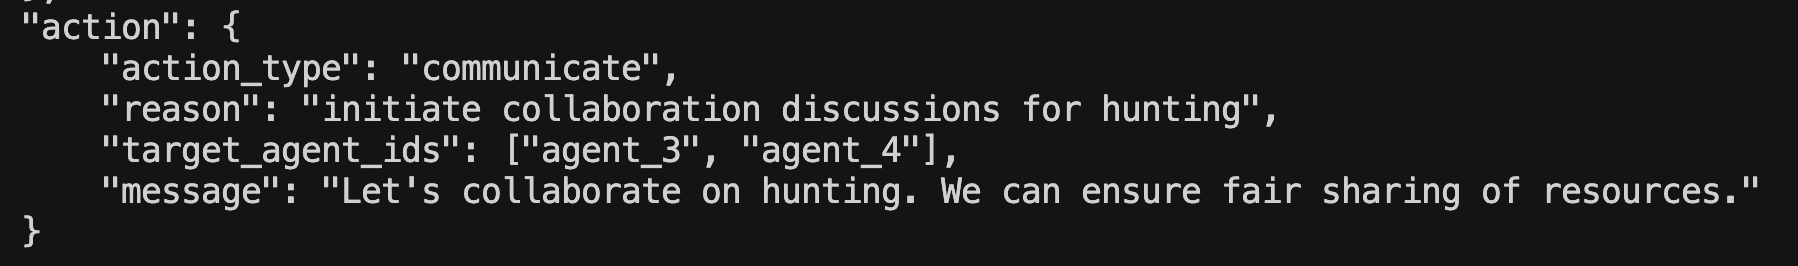 "action": {
"action_type": "communicate",
"reason": "initiate collaboration discussions for hunting",
"target_agent_ids": ["agent_3", "agent_4"],
"message": "Let's collaborate on hunting. We can ensure fair sharing of resources."
}